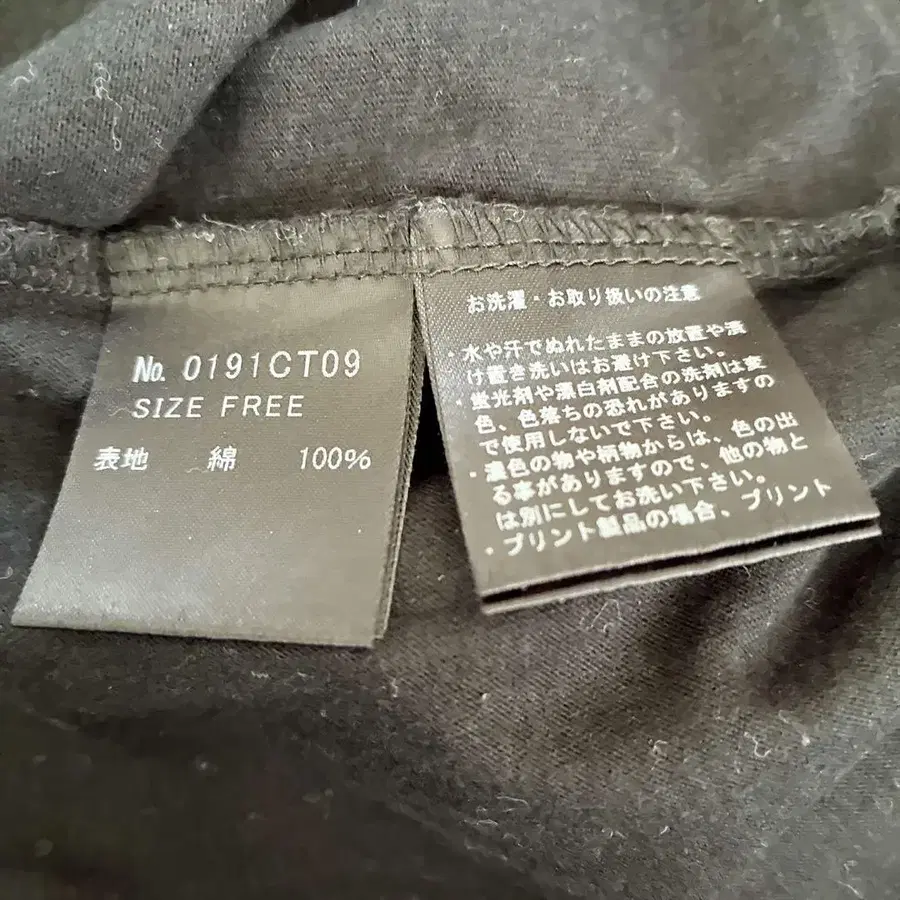 No. 0191CT09
SIZE FREE
表地 綿 100%
お洗濯・お取り扱いの注意
・水や汗でぬれたままの放置や漬
け置き洗いはお避け下さい。
・蛍光剤や漂白剤配合の洗剤は変
色、色落ちの恐れがありますの
で使用しないで下さい。
・濃色の物や柄物からは、色の出
る事がありますので、他の物と
は別にしてお洗い下さい。
・プリント製品の場合、プリント